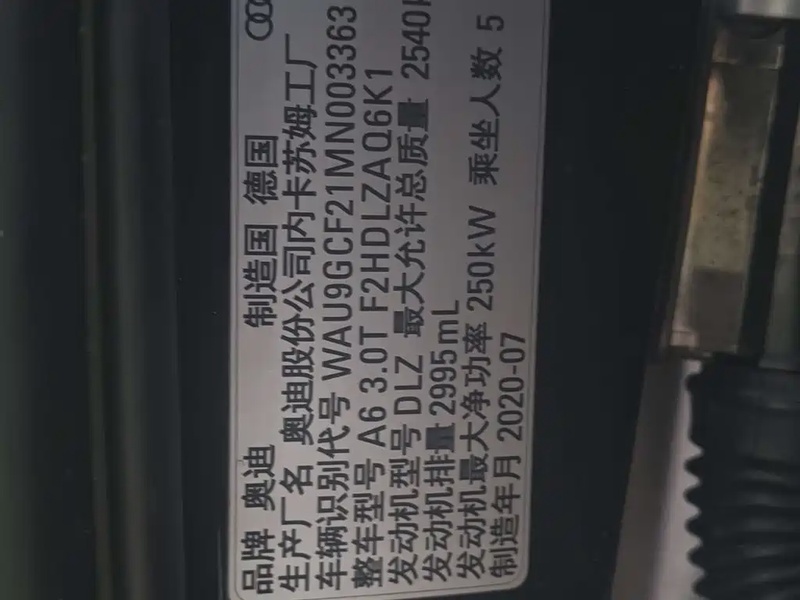 品牌 奥迪 制造国 德国
生产厂名 奥迪股份公司内卡苏姆工厂
车辆识别代号 WAU9GCF21MN003363
整车型号 A6 3.0T F2HDLZAQ6K1
发动机型号 DLZ 最大允许总质量 2540k
发动机排量 2995mL
发动机最大净功率 250kW 乘坐人数 5
制造年月 2020-07